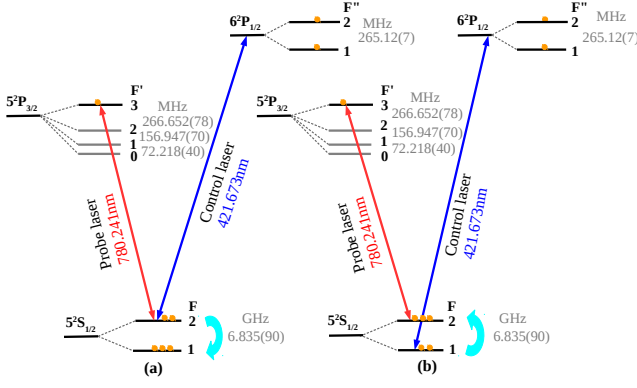 6²P₁/₂
F"
2
MHz
265.12(7)
1
5²P₃/₂
F'
3
MHz
266.652(78)
2
156.947(70)
1
72.218(40)
0
Probe laser
780.241nm
Control laser
421.673nm
5²S₁/₂
F
2
GHz
6.835(90)
1
(a)
6²P₁/₂
F"
2
MHz
265.12(7)
1
5²P₃/₂
F'
3
MHz
266.652(78)
2
156.947(70)
1
72.218(40)
0
Probe laser
780.241nm
Control laser
421.673nm
5²S₁/₂
F
2
GHz
6.835(90)
1
(b)